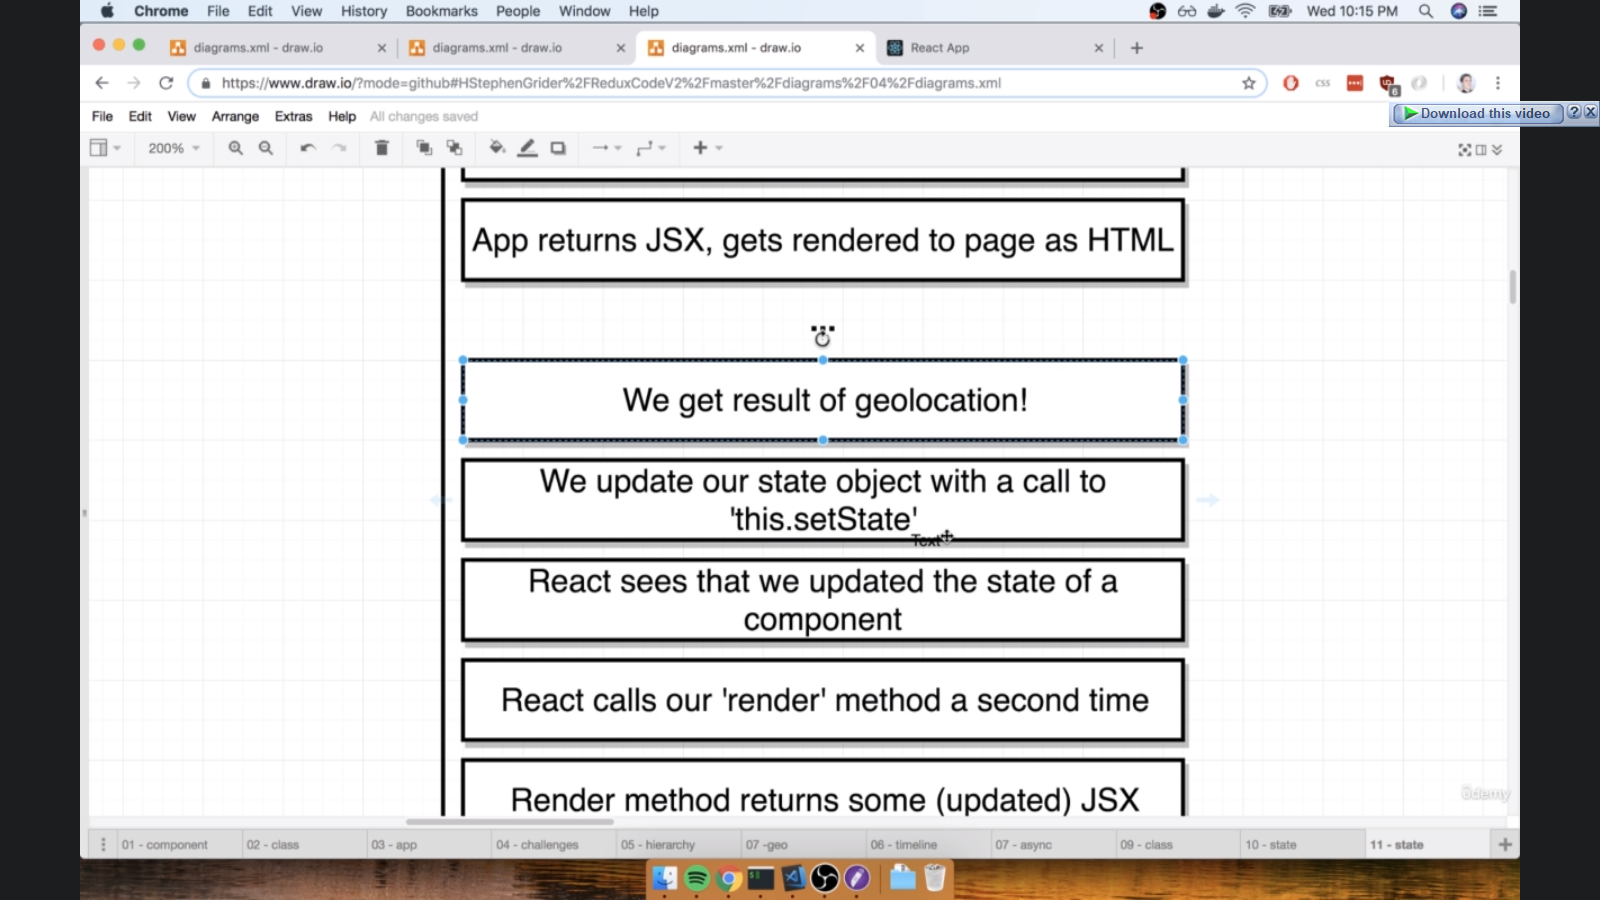 Chrome File Edit View History Bookmarks People Window Help Wed 10:15 PM
diagrams.xml - draw.io diagrams.xml - draw.io diagrams.xml - draw.io React App
https://www.draw.io/?mode=github#HStephenGrider%2FReduxCodeV2%2Fmaster%2Fdiagrams%2F04%2Fdiagrams.xml
css
6
File Edit View Arrange Extras Help All changes saved
Download this video ? X
200%
App returns JSX, gets rendered to page as HTML
We get result of geolocation!
We update our state object with a call to
'this.setState'
Text
React sees that we updated the state of a
component
React calls our 'render' method a second time
Render method returns some (updated) JSX
udemy
01 - component 02 - class 03 - app 04 - challenges 05 - hierarchy 07 -geo 06 - timeline 07 - async 09 - class 10 - state 11 - state